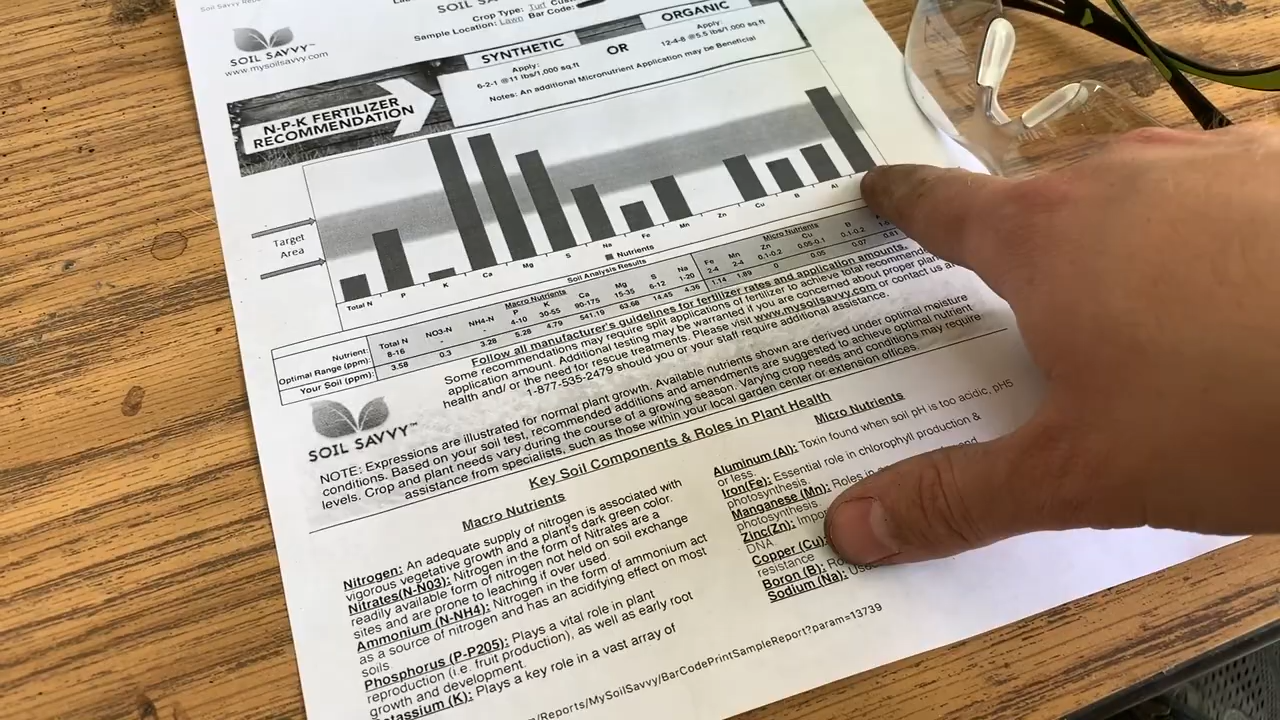 Soil Savvy Repo
SOIL SAVVY™
www.mysoilsavvy.com
SOIL SA
Crop Type: Turf
Sample Location: Lawn Bar Code:
N-P-K FERTILIZER
RECOMMENDATION
SYNTHETIC
Apply:
6-2-1 @11 lbs/1,000 sq.ft
OR
ORGANIC
Apply:
12-4-8 @5.5 lbs/1,000 sq.ft
Notes: An additional Micronutrient Application may be Beneficial
Target
Area
Total N P K Ca Mg S Na Fe Mn Zn Cu B Al
Nutrients
Soil Analysis Results
Macro Nutrients
Micro Nutrients
Nutrient: Total N NO3-N NH4-N P K Ca Mg S Na Fe Mn Zn Cu B
Optimal Range (ppm): 8-16 - - 4-10 30-55 90-175 15-35 6-12 1-20 2-4 2-4 0.1-0.2 0.05-0.1 0.1-0.2
Your Soil (ppm): 3.58 0.3 3.28 5.28 4.79 541.19 63.68 14.45 4.36 1.14 1.89 0 0.05 0.07 0.81
Follow all manufacturer's guidelines for fertilizer rates and application amounts.
Some recommendations may require split applications of fertilizer to achieve total recommend
application amount. Additional testing may be warranted if you are concerned about proper plan
health and/or the need for rescue treatments. Please visit www.mysoilsavvy.com or contact us a
1-877-535-2479 should you or your staff require additional assistance.
SOIL SAVVY™
NOTE: Expressions are illustrated for normal plant growth. Available nutrients shown are derived under optimal moisture
conditions. Based on your soil test, recommended additions and amendments are suggested to achieve optimal nutrient
levels. Crop and plant needs vary during the course of a growing season. Varying crop needs and conditions may require
assistance from specialists, such as those within your local garden center or extension offices.
Key Soil Components & Roles in Plant Health
Macro Nutrients
Nitrogen: An adequate supply of nitrogen is associated with
vigorous vegetative growth and a plant's dark green color.
Nitrates(N-N03): Nitrogen in the form of Nitrates are a
readily available form of nitrogen not held on soil exchange
sites and are prone to leaching if over used.
Ammonium (N-NH4): Nitrogen in the form of ammonium act
as a source of nitrogen and has an acidifying effect on most
soils.
Phosphorus (P-P205): Plays a vital role in plant
reproduction (i.e. fruit production), as well as early root
growth and development.
Potassium (K): Plays a key role in a vast array of
Micro Nutrients
Aluminum (Al): Toxin found when soil pH is too acidic, pH5
or less.
Iron(Fe): Essential role in chlorophyll production &
photosynthesis.
Manganese (Mn): Roles in
photosynthesis
Zinc(Zn): Impo
DNA.
Copper (Cu):
resistance
Boron (B): Ro
Sodium (Na):
/Reports/MySoilSavvy/BarCodePrintSampleReport?param=13739